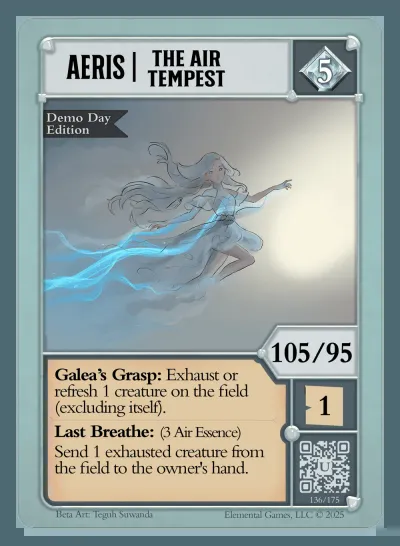 AERIS | THE AIR TEMPEST
5
Demo Day
Edition
105/95
Galea's Grasp: Exhaust or
refresh 1 creature on the field
(excluding itself).
1
Last Breathe: (3 Air Essence)
Send 1 exhausted creature from
the field to the owner's hand.
U
136/175
Beta Art: Teguh Suwanda
Elemental Games, LLC © 2025